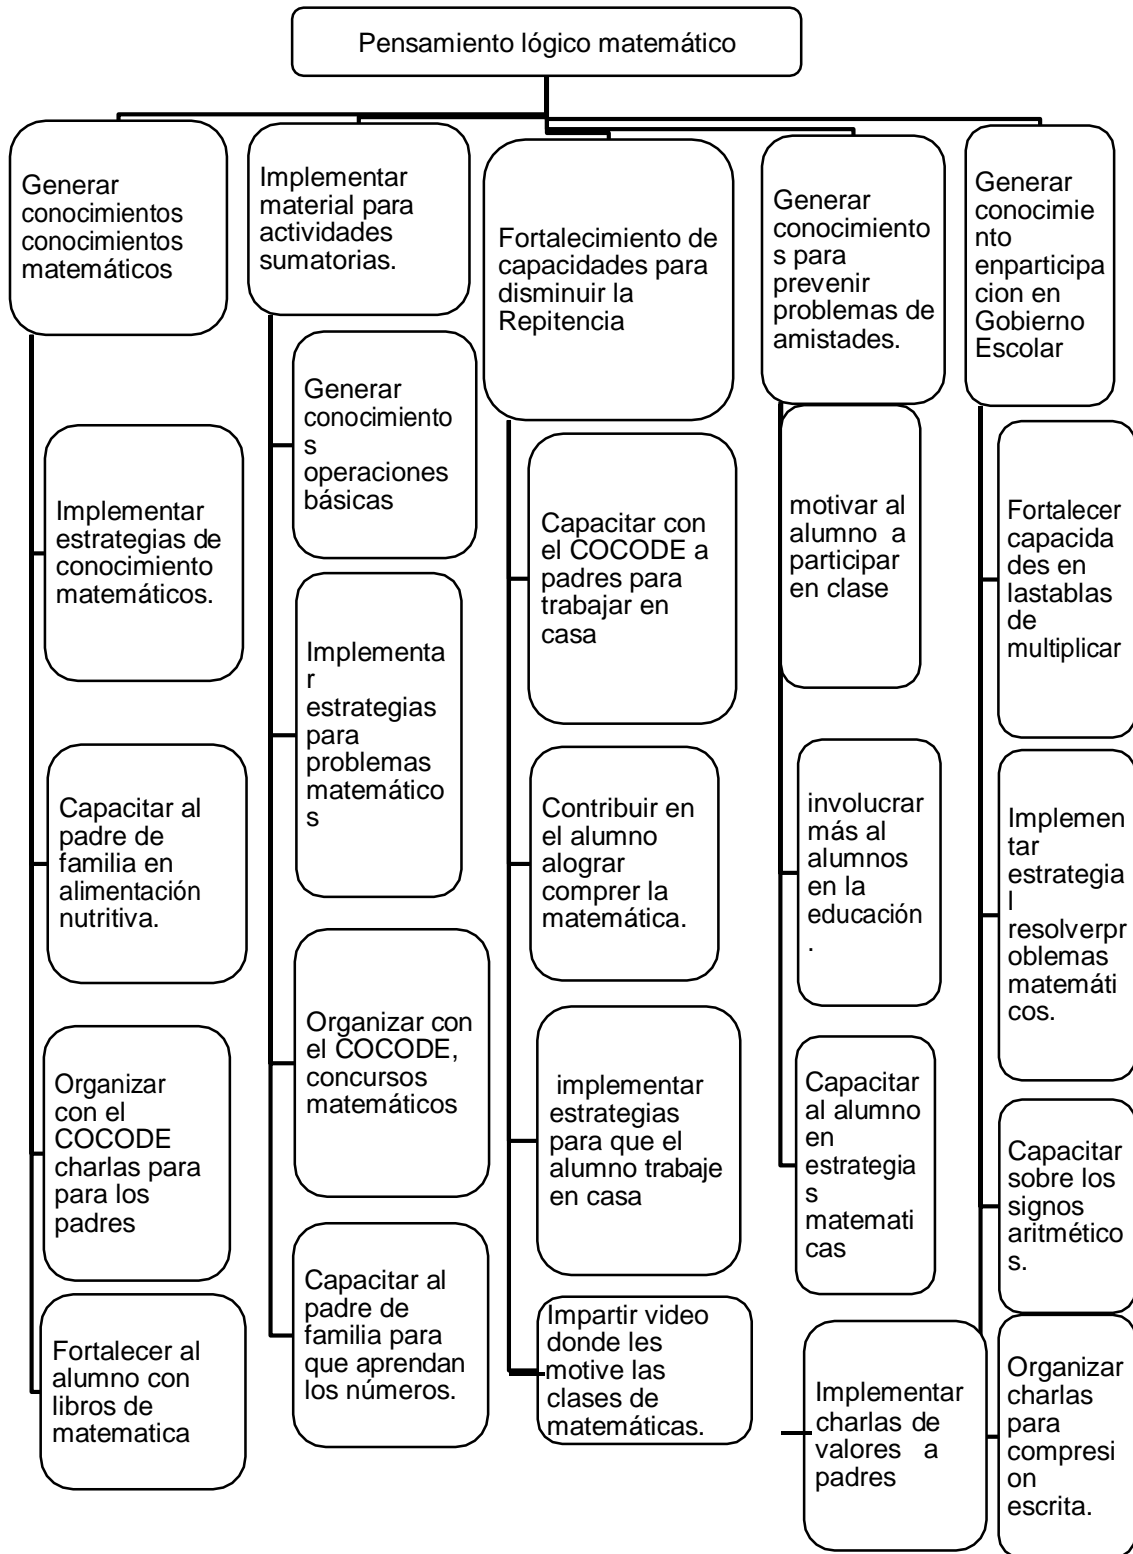 Pensamiento lógico matemático
Generar
conocimientos
conocimientos
matemáticos
Implementar
estrategias de
conocimiento
matemáticos.
Capacitar al
padre de
familia en
alimentación
nutritiva.
Organizar
con el
COCODE
charlas para
para los
padres
Fortalecer al
alumno con
libros de
matematica
Implementar
material para
actividades
sumatorias.
Generar
conocimiento
s
operaciones
básicas
Implementa
r
estrategias
para
problemas
matemático
s
Organizar con
el COCODE,
concursos
matemáticos
Capacitar al
padre de
familia para
que aprendan
los números.
Fortalecimiento de
capacidades para
disminuir la
Repitencia
Capacitar con
el COCODE a
padres para
trabajar en
casa
Contribuir en
el alumno
alograr
comprer la
matemática.
implementar
estrategias
para que el
alumno trabaje
en casa
Impartir video
donde les
motive las
clases de
matemáticas.
Generar
conocimiento
s para
prevenir
problemas de
amistades.
motivar al
alumno a
participar
en clase
involucrar
más al
alumnos
en la
educación
.
Capacitar
al alumno
en
estrategia
s
matemati
cas
Implementar
charlas de
valores a
padres
Generar
conocimie
nto
enparticipa
cion en
Gobierno
Escolar
Fortalecer
capacida
des en
lastablas
de
multiplicar
Implemen
tar
estrategia
l
resolverpr
oblemas
matemáti
cos.
Capacitar
sobre los
signos
aritmético
s.
Organizar
charlas
para
compresi
on
escrita.